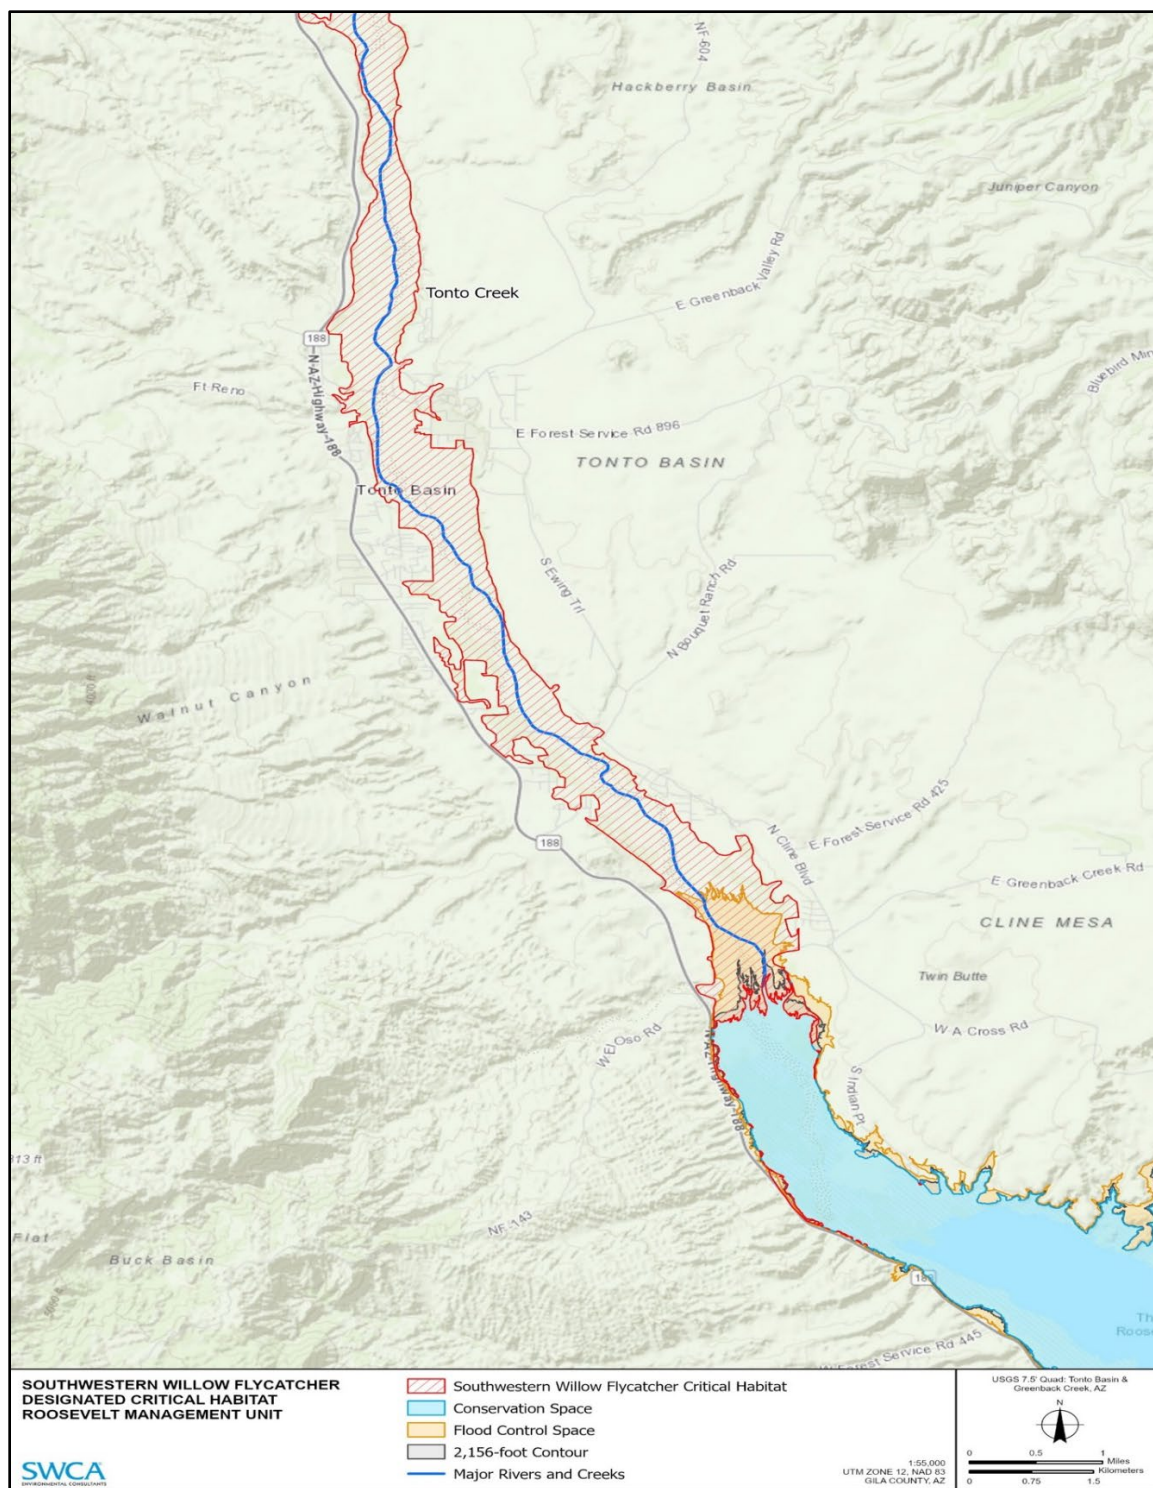 NF 604
Hackberry Basin
Juniper Canyon
E Greenback Valley Rd
Tonto Creek
188
N AZ Highway 188
Ft Reno
E Forest Service Rd 896
TONTO BASIN
Tonto Basin
S Ewing Trl
N Bouquet Ranch Rd
4000 ft
Walnut Canyon
188
N Cline Blvd
E Forest Service Rd 425
E Greenback Creek Rd
CLINE MESA
Twin Butte
W El Oso Rd
W A Cross Rd
N AZ Highway 188
S Indian Pt
813 ft
NF 143
Flat
Buck Basin
W Forest Service Rd 445
SOUTHWESTERN WILLOW FLYCATCHER
DESIGNATED CRITICAL HABITAT
ROOSEVELT MANAGEMENT UNIT
SWCA
ENVIRONMENTAL CONSULTANTS
Southwestern Willow Flycatcher Critical Habitat
Conservation Space
Flood Control Space
2,156-foot Contour
Major Rivers and Creeks
1:55,000
UTM ZONE 12, NAD 83
GILA COUNTY, AZ
USGS 7.5' Quad: Tonto Basin &
Greenback Creek, AZ
N
0 0.5 1
Miles
Kilometers
0 0.75 1.5